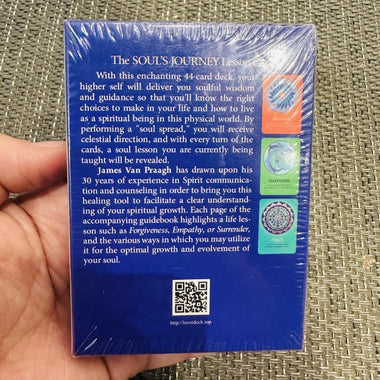 The SOUL'S JOURNEY Lesson
With this enchanting 44-card deck, your
higher self will deliver you soulful wisdom
and guidance so that you'll know the right
choices to make in your life and how to live
as a spiritual being in this physical world. By
performing a "soul spread," you will receive
celestial direction, and with every turn of the
cards, a soul lesson you are currently being
taught will be revealed.
James Van Praagh has drawn upon his
30 years of experience in Spirit communica-
tion and counseling in order to bring you this
healing tool to facilitate a clear understand-
ing of your spiritual growth. Each page of the
accompanying guidebook highlights a life les-
son such as Forgiveness, Empathy, or Surrender,
and the various ways in which you may utilize
it for the optimal growth and evolvement of
your soul.
http://tarotdeck.top